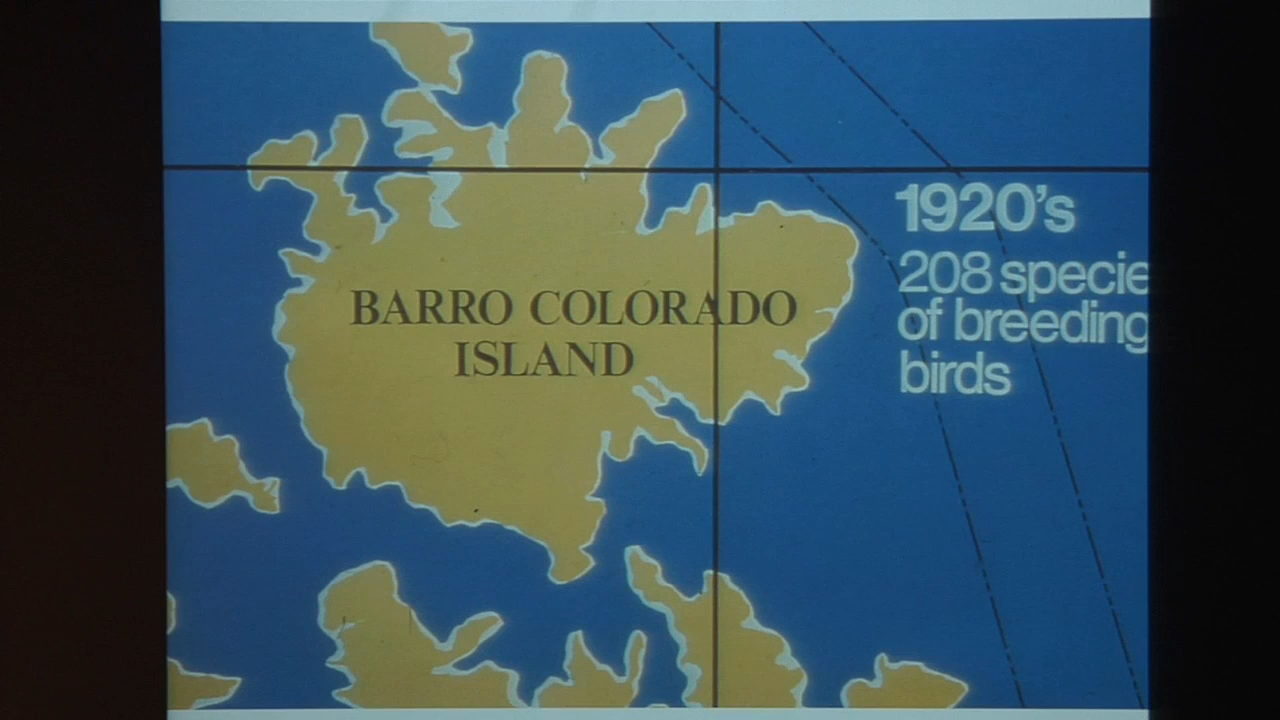 BARRO COLORADO
ISLAND
1920's
208 specie
of breeding
birds